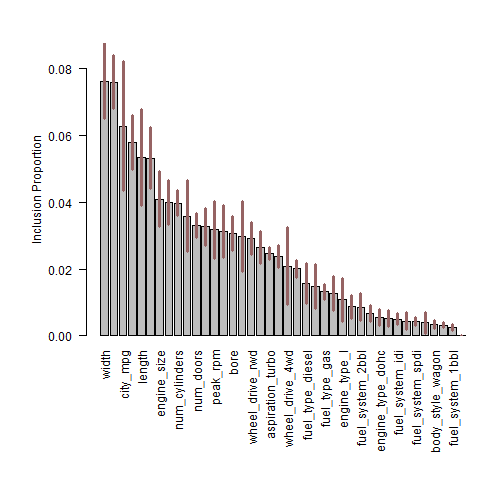 Inclusion Proportion
0.08
0.06
0.04
0.02
0.00
width
city_mpg
length
engine_size
num_cylinders
num_doors
peak_rpm
bore
wheel_drive_rwd
aspiration_turbo
wheel_drive_4wd
fuel_type_diesel
fuel_type_gas
engine_type_l
fuel_system_2bbl
engine_type_dohc
fuel_system_idi
fuel_system_spdi
body_style_wagon
fuel_system_1bbl